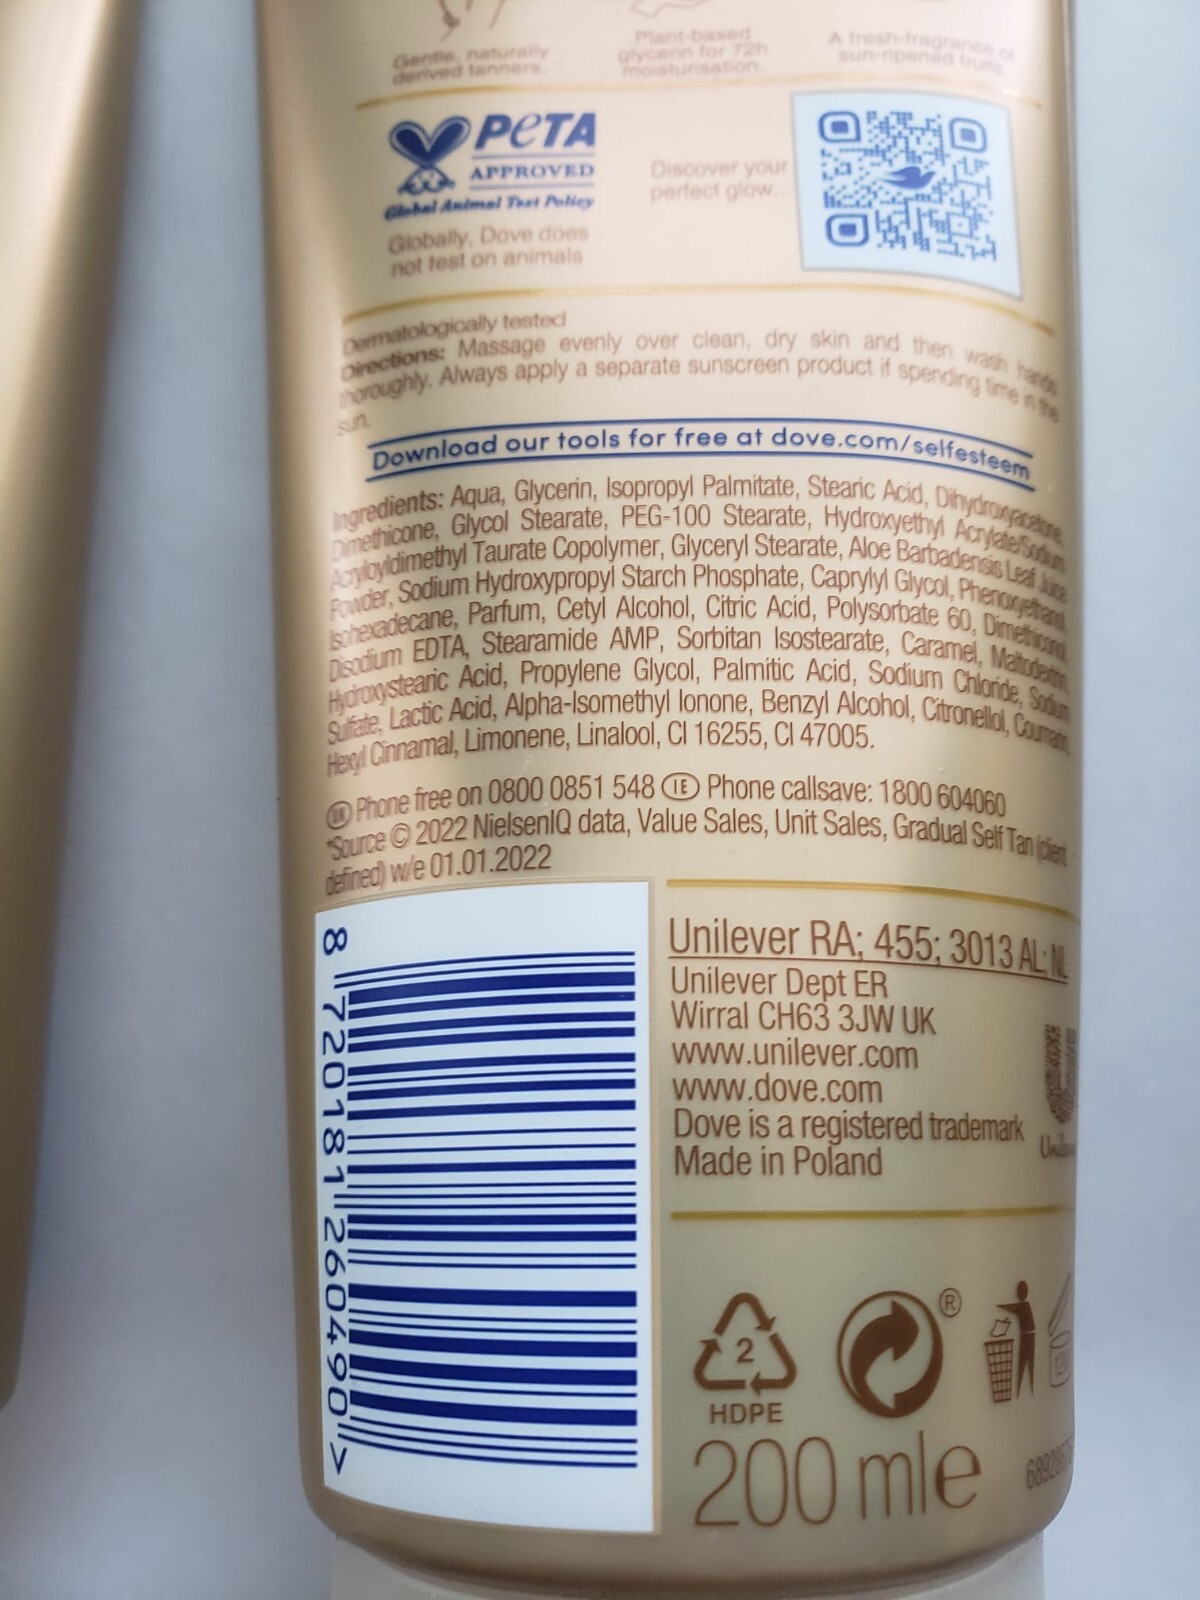 Gentle, naturally
derived tanners.
Plant-based
glycerin for 72h
moisturisation.
A fresh-fragrance of
sun-ripened fruits.
PETA
APPROVED
Global Animal Test Policy
Globally, Dove does
not test on animals
Discover your
perfect glow...
Dermatologically tested
Directions: Massage evenly over clean, dry skin and then wash hands
thoroughly. Always apply a separate sunscreen product if spending time in the
sun.
Download our tools for free at dove.com/selfesteem
Ingredients: Aqua, Glycerin, Isopropyl Palmitate, Stearic Acid, Dihydroxyacetone,
Dimethicone, Glycol Stearate, PEG-100 Stearate, Hydroxyethyl Acrylate/Sodium
Acryloyldimethyl Taurate Copolymer, Glyceryl Stearate, Aloe Barbadensis Leaf Juice
Powder, Sodium Hydroxypropyl Starch Phosphate, Caprylyl Glycol, Phenoxyethanol,
Isohexadecane, Parfum, Cetyl Alcohol, Citric Acid, Polysorbate 60, Dimethiconol,
Disodium EDTA, Stearamide AMP, Sorbitan Isostearate, Caramel, Maltodextrin,
Hydroxystearic Acid, Propylene Glycol, Palmitic Acid, Sodium Chloride, Sodium
Sulfate, Lactic Acid, Alpha-Isomethyl Ionone, Benzyl Alcohol, Citronellol, Coumarin,
Hexyl Cinnamal, Limonene, Linalool, CI 16255, CI 47005.
UK Phone free on 0800 0851 548 IE Phone callsave: 1800 604060
*Source © 2022 NielsenIQ data, Value Sales, Unit Sales, Gradual Self Tan (client
defined) w/e 01.01.2022
8 720181 260490 >
Unilever RA; 455; 3013 AL; NL
Unilever Dept ER
Wirral CH63 3JW UK
www.unilever.com
www.dove.com
Dove is a registered trademark
Made in Poland
2
HDPE
®
200 ml e